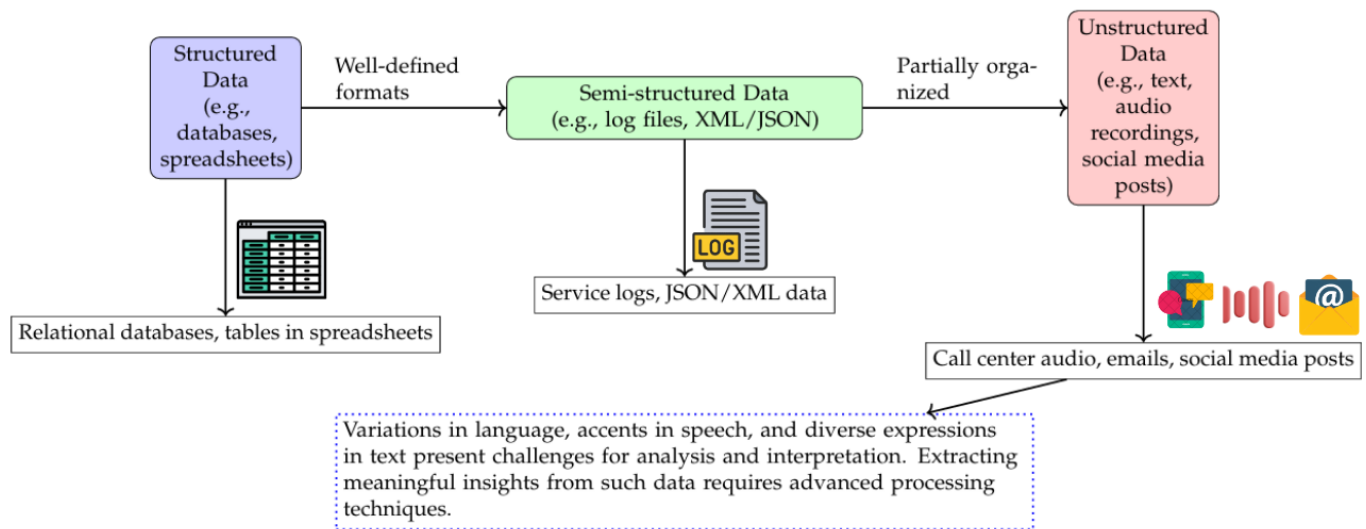 Structured
Data
(e.g.,
databases,
spreadsheets)
Well-defined
formats
Semi-structured Data
(e.g., log files, XML/JSON)
Partially orga-
nized
Unstructured
Data
(e.g., text,
audio
recordings,
social media
posts)
LOG
Relational databases, tables in spreadsheets
Service logs, JSON/XML data
@
Call center audio, emails, social media posts
Variations in language, accents in speech, and diverse expressions
in text present challenges for analysis and interpretation. Extracting
meaningful insights from such data requires advanced processing
techniques.